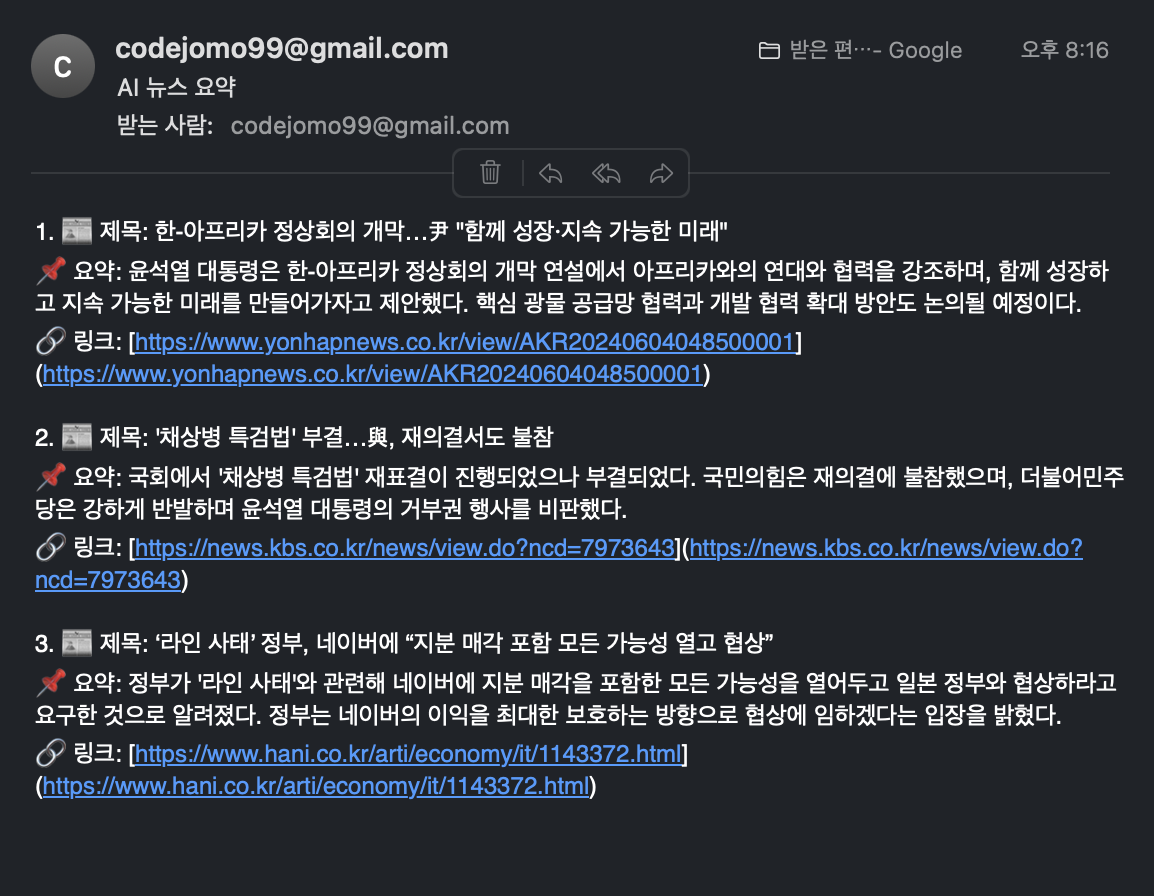 C
codejomo99@gmail.com
받은 편…- Google
오후 8:16
AI 뉴스 요약
받는 사람: codejomo99@gmail.com
1. 📰 제목: 한-아프리카 정상회의 개막…尹 "함께 성장·지속 가능한 미래"
📌 요약: 윤석열 대통령은 한-아프리카 정상회의 개막 연설에서 아프리카와의 연대와 협력을 강조하며, 함께 성장하
고 지속 가능한 미래를 만들어가자고 제안했다. 핵심 광물 공급망 협력과 개발 협력 확대 방안도 논의될 예정이다.
🔗 링크: [https://www.yonhapnews.co.kr/view/AKR20240604048500001]
(https://www.yonhapnews.co.kr/view/AKR20240604048500001)
2. 📰 제목: '채상병 특검법' 부결…與, 재의결서도 불참
📌 요약: 국회에서 '채상병 특검법' 재표결이 진행되었으나 부결되었다. 국민의힘은 재의결에 불참했으며, 더불어민주
당은 강하게 반발하며 윤석열 대통령의 거부권 행사를 비판했다.
🔗 링크: [https://news.kbs.co.kr/news/view.do?ncd=7973643](https://news.kbs.co.kr/news/view.do?
ncd=7973643)
3. 📰 제목: ‘라인 사태’ 정부, 네이버에 “지분 매각 포함 모든 가능성 열고 협상”
📌 요약: 정부가 '라인 사태'와 관련해 네이버에 지분 매각을 포함한 모든 가능성을 열어두고 일본 정부와 협상하라고
요구한 것으로 알려졌다. 정부는 네이버의 이익을 최대한 보호하는 방향으로 협상에 임하겠다는 입장을 밝혔다.
🔗 링크: [https://www.hani.co.kr/arti/economy/it/1143372.html]
(https://www.hani.co.kr/arti/economy/it/1143372.html)